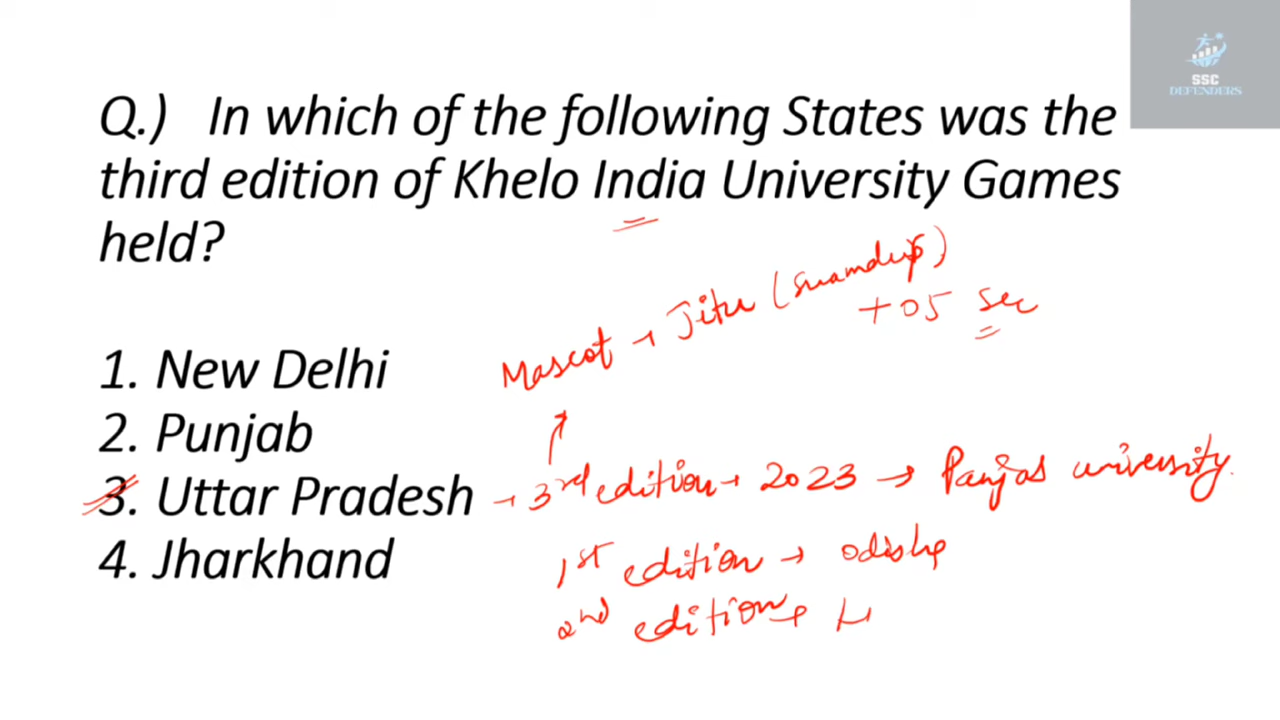 SSC
DEFENDERS
Q.) In which of the following States was the
third edition of Khelo India University Games
held?
Mascot → Jitu (swamdeep)
+05 sec
1. New Delhi
2. Punjab
3. Uttar Pradesh → 3rd edition → 2023 → Panjab university.
4. Jharkhand
1st edition → odisha
2nd edition →